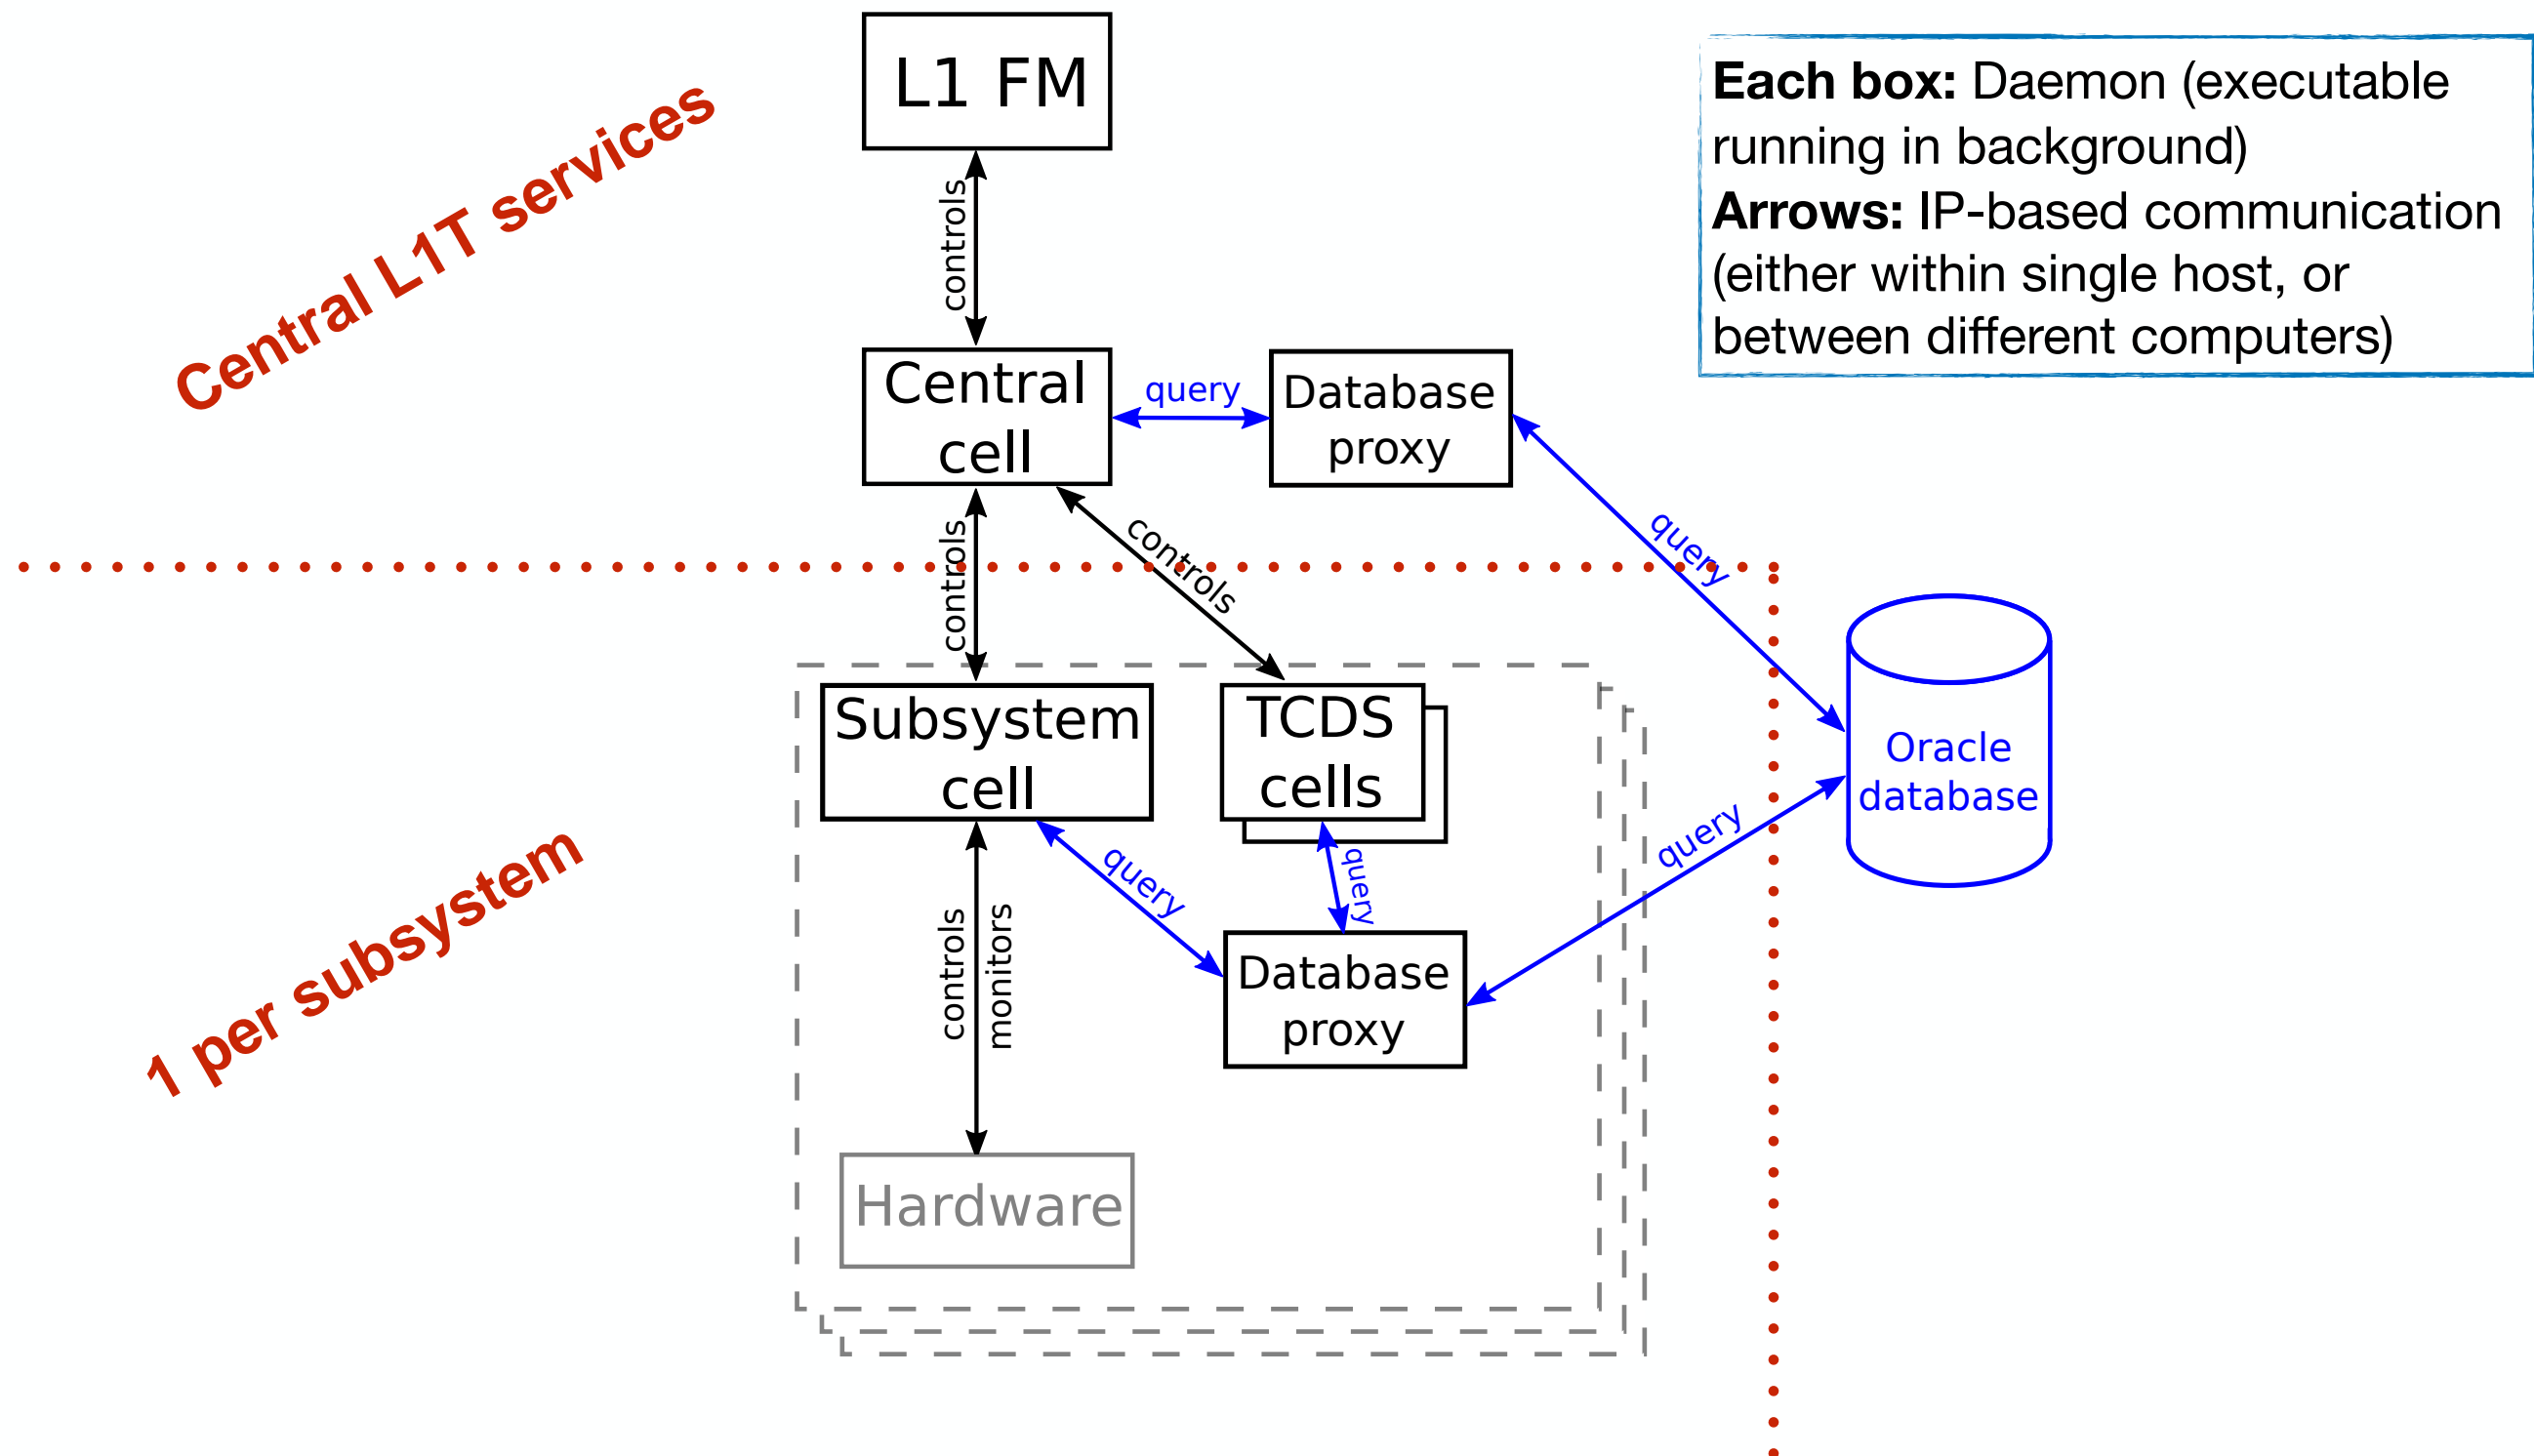 L1 FM
Each box: Daemon (executable
running in background)
Arrows: IP-based communication
(either within single host, or
between different computers)
Central L1T services
controls
Central
cell
query
Database
proxy
controls
controls
query
Subsystem
cell
TCDS
cells
Oracle
database
1 per subsystem
query
query
query
controls
monitors
Database
proxy
Hardware